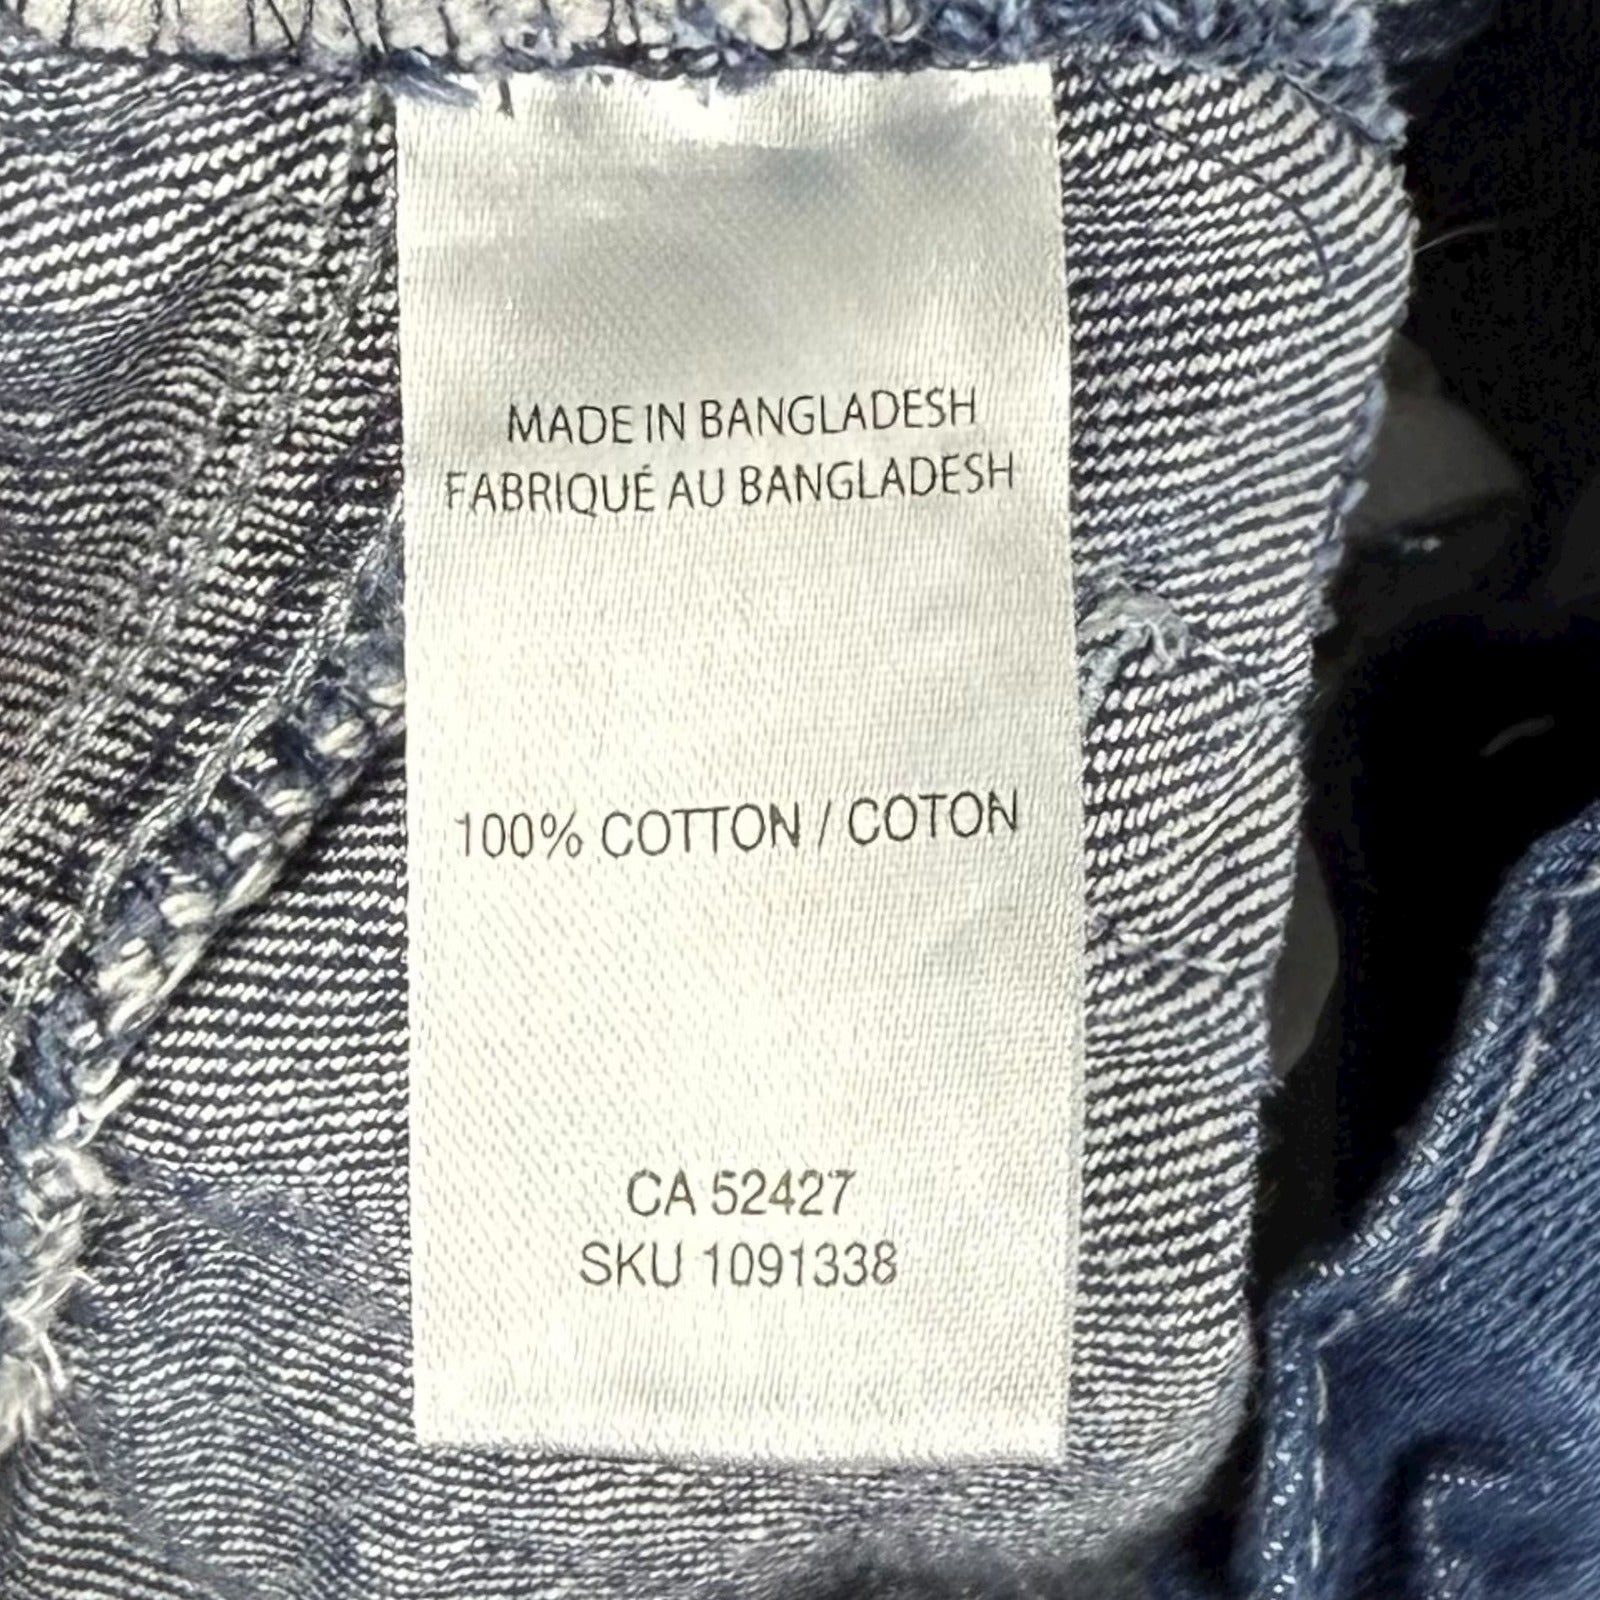 MADE IN BANGLADESH
FABRIQUÉ AU BANGLADESH
100% COTTON / COTON
CA 52427
SKU 1091338